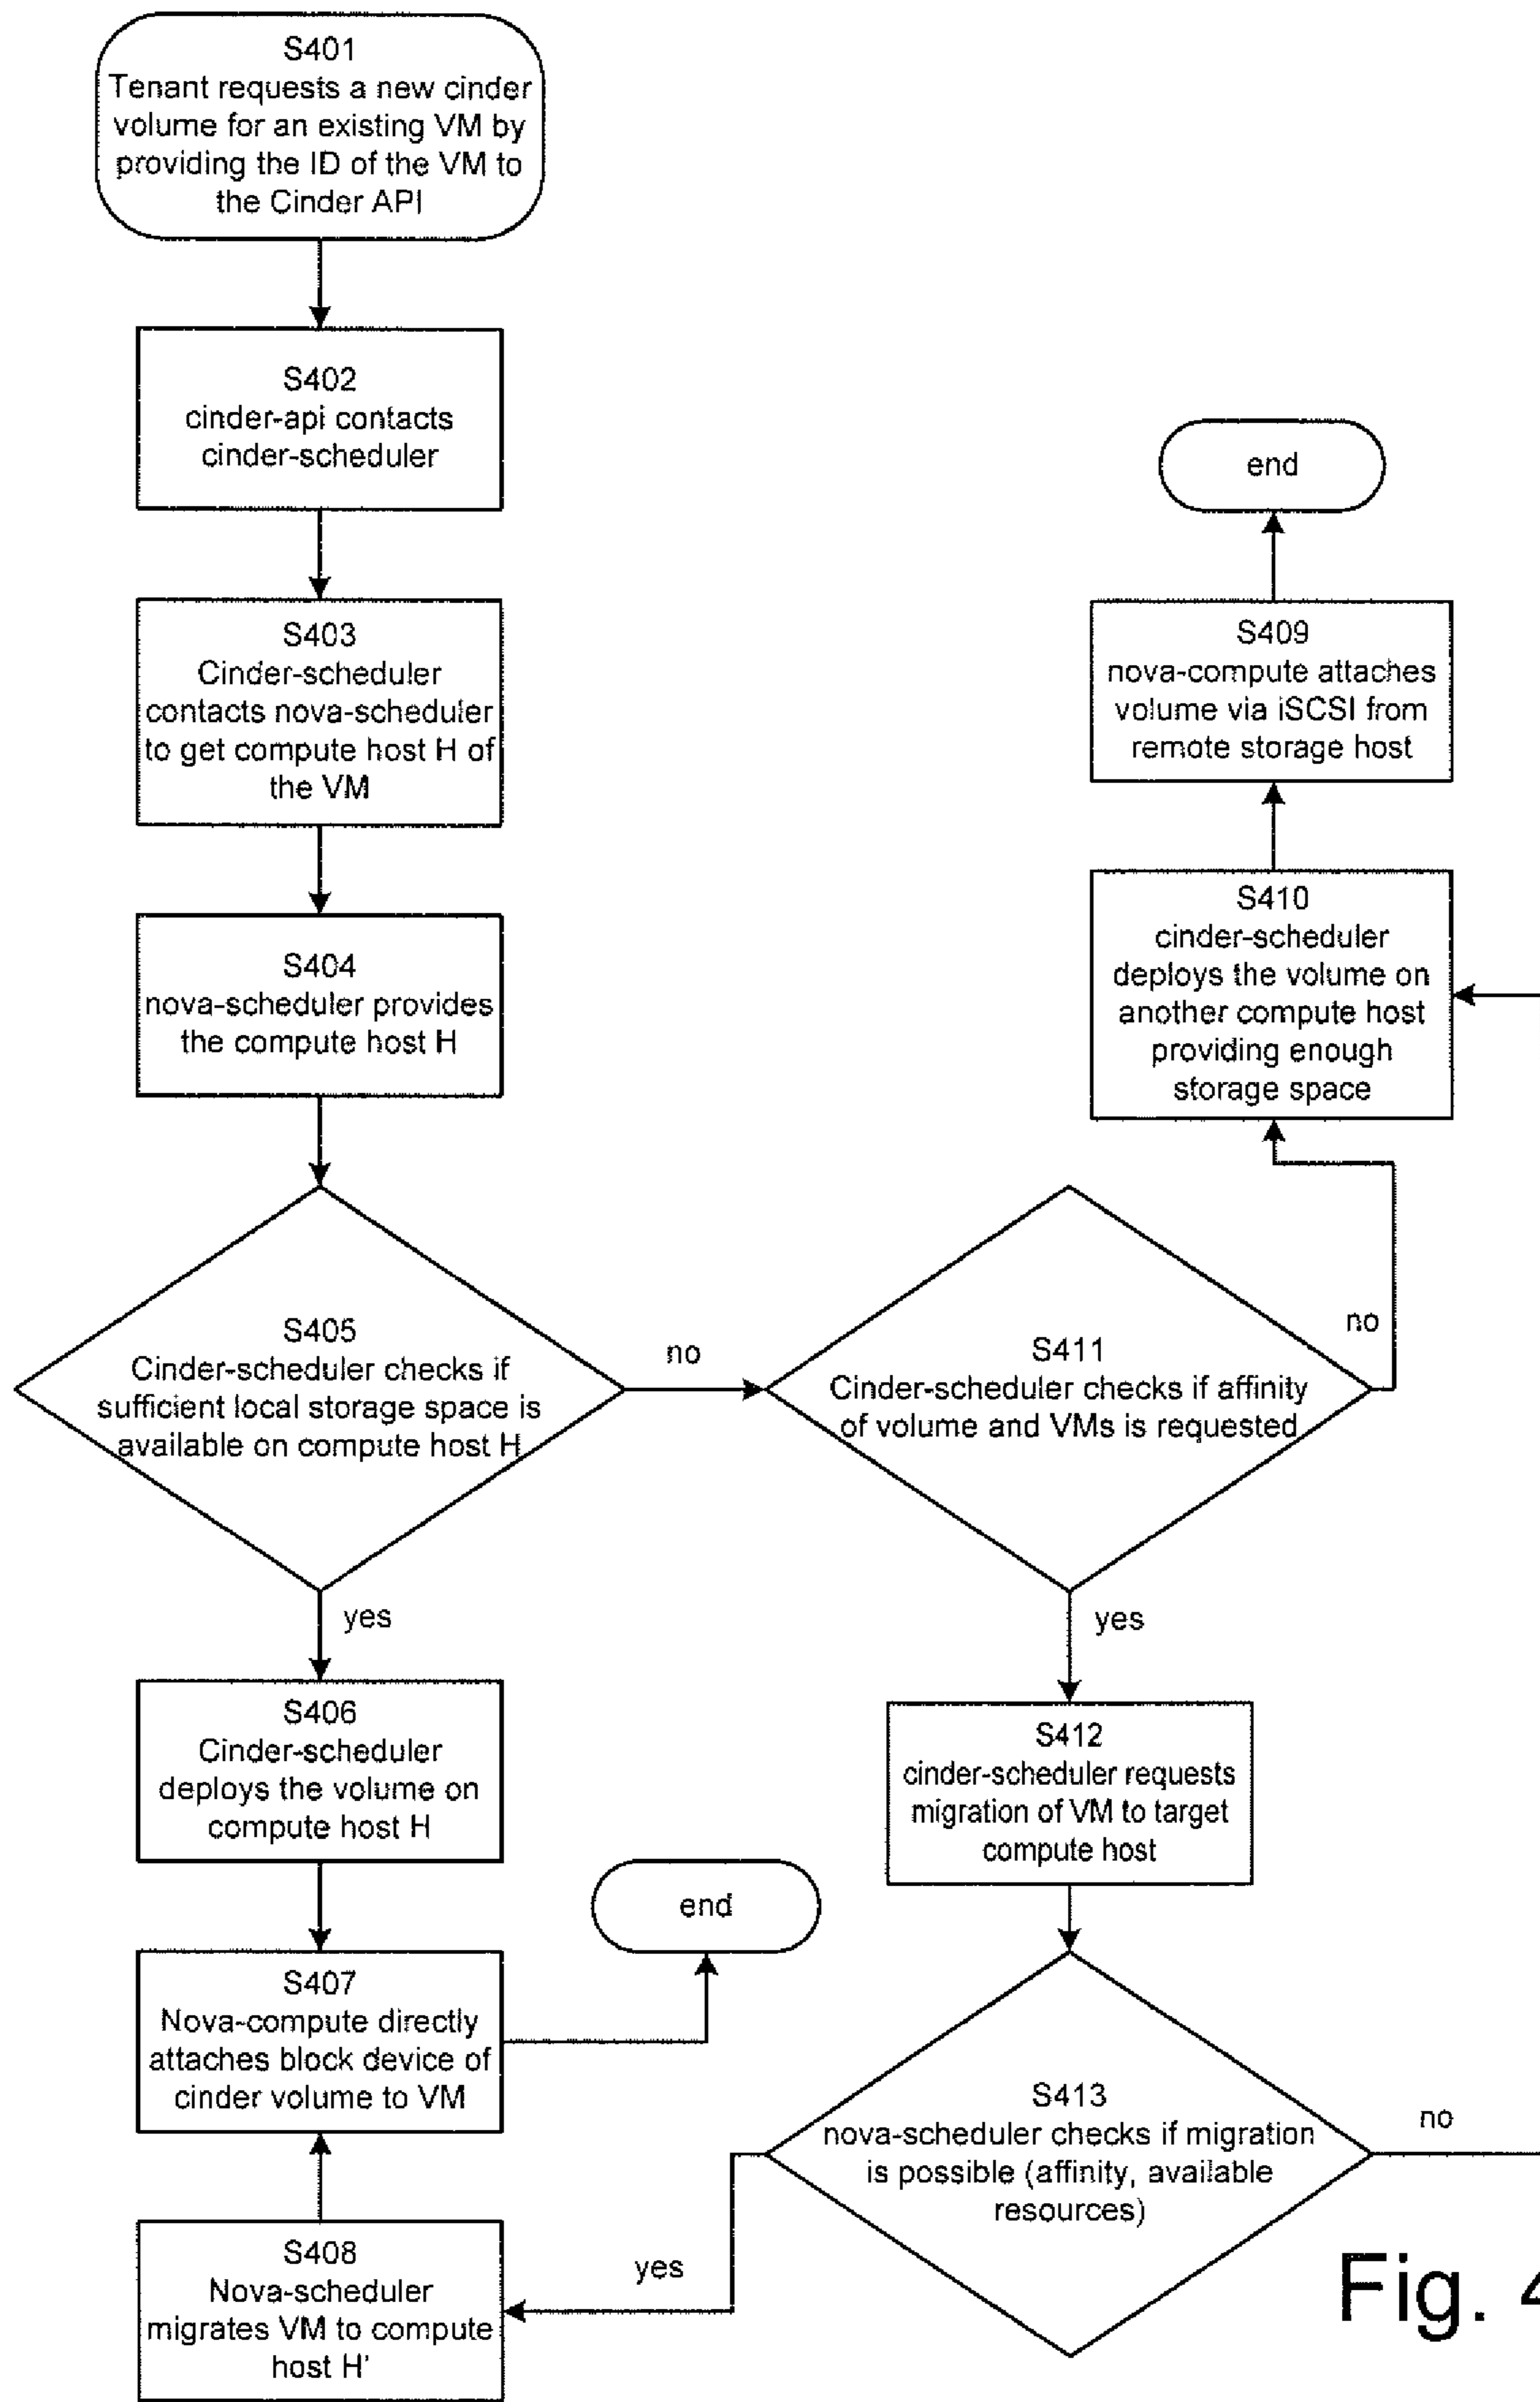 S401
Tenant requests a new cinder
volume for an existing VM by
providing the ID of the VM to
the Cinder API
S402
cinder-api contacts
cinder-scheduler
S403
Cinder-scheduler
contacts nova-scheduler
to get compute host H of
the VM
S404
nova-scheduler provides
the compute host H
S405
Cinder-scheduler checks if
sufficient local storage space is
available on compute host H
no
yes
S406
Cinder-scheduler
deploys the volume on
compute host H
S407
Nova-compute directly
attaches block device of
cinder volume to VM
end
S408
Nova-scheduler
migrates VM to compute
host H'
end
S409
nova-compute attaches
volume via iSCSI from
remote storage host
S410
cinder-scheduler
deploys the volume on
another compute host
providing enough
storage space
no
S411
Cinder-scheduler checks if affinity
of volume and VMs is requested
yes
S412
cinder-scheduler requests
migration of VM to target
compute host
S413
nova-scheduler checks if migration
is possible (affinity, available
resources)
no
yes
Fig. 4